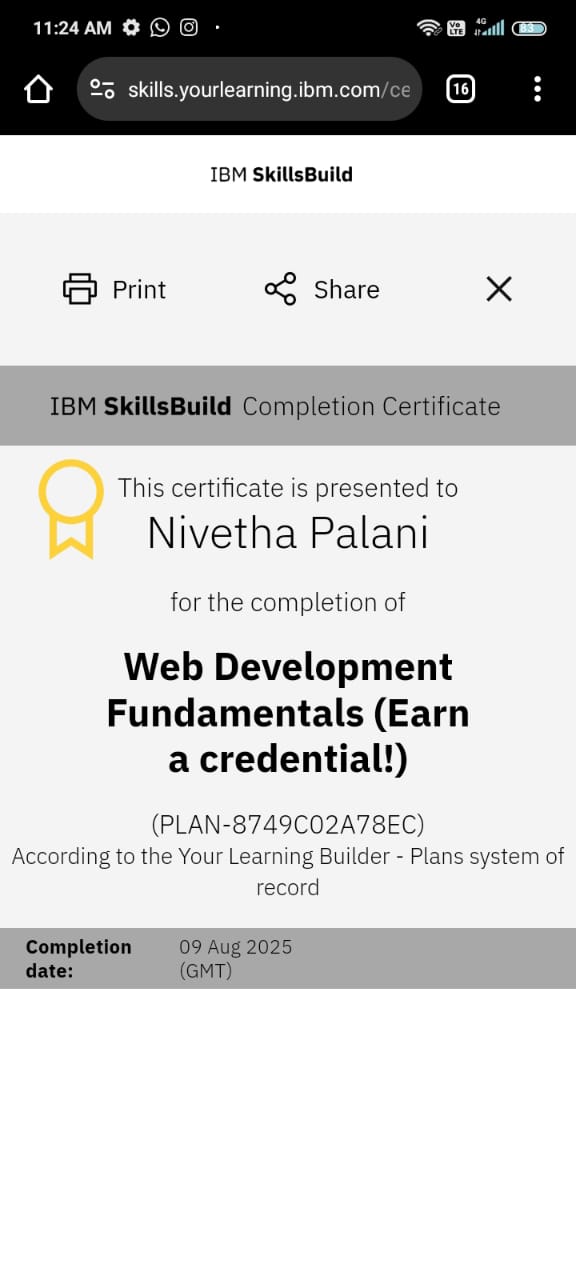 11:24 AM
4G
Vo
LTE
83
skills.yourlearning.ibm.com/ce
16
IBM SkillsBuild
Print
Share
IBM SkillsBuild Completion Certificate
This certificate is presented to
Nivetha Palani
for the completion of
Web Development
Fundamentals (Earn
a credential!)
(PLAN-8749C02A78EC)
According to the Your Learning Builder - Plans system of
record
Completion date: 09 Aug 2025 (GMT)